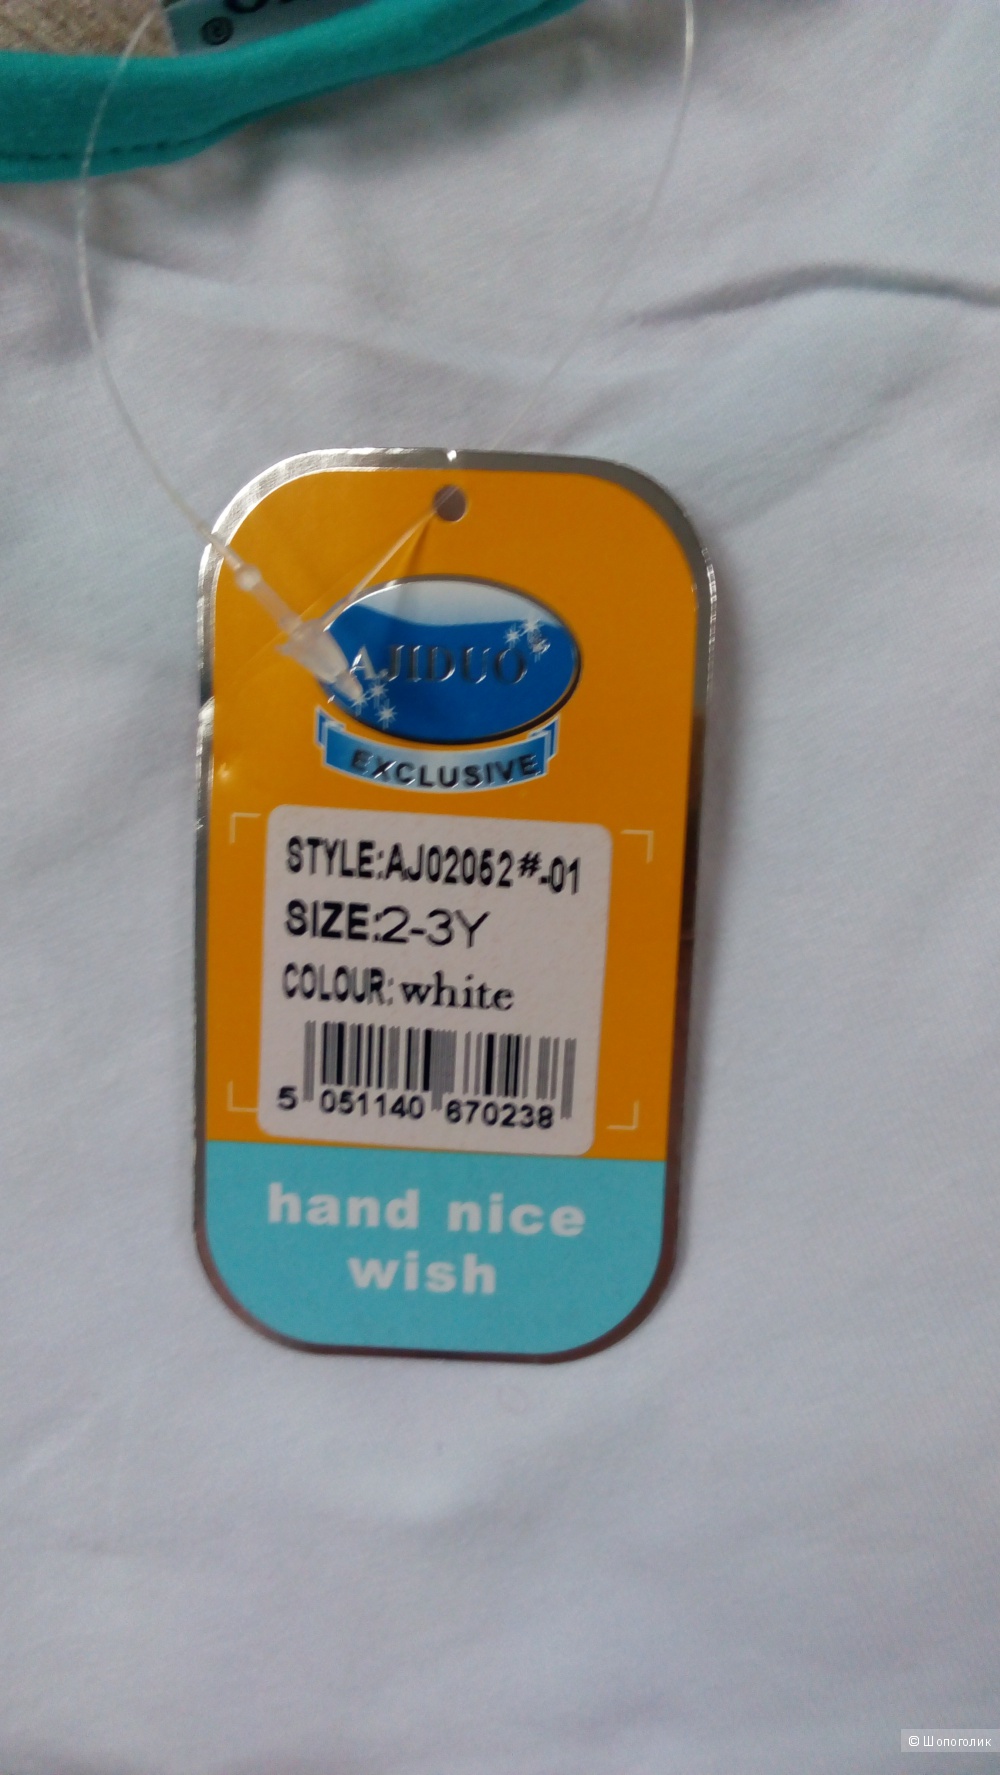 AJIDUO
EXCLUSIVE
STYLE:AJ02052#-01
SIZE:2-3Y
COLOUR:white
5 051140 670238
hand nice
wish
© Шопоголик